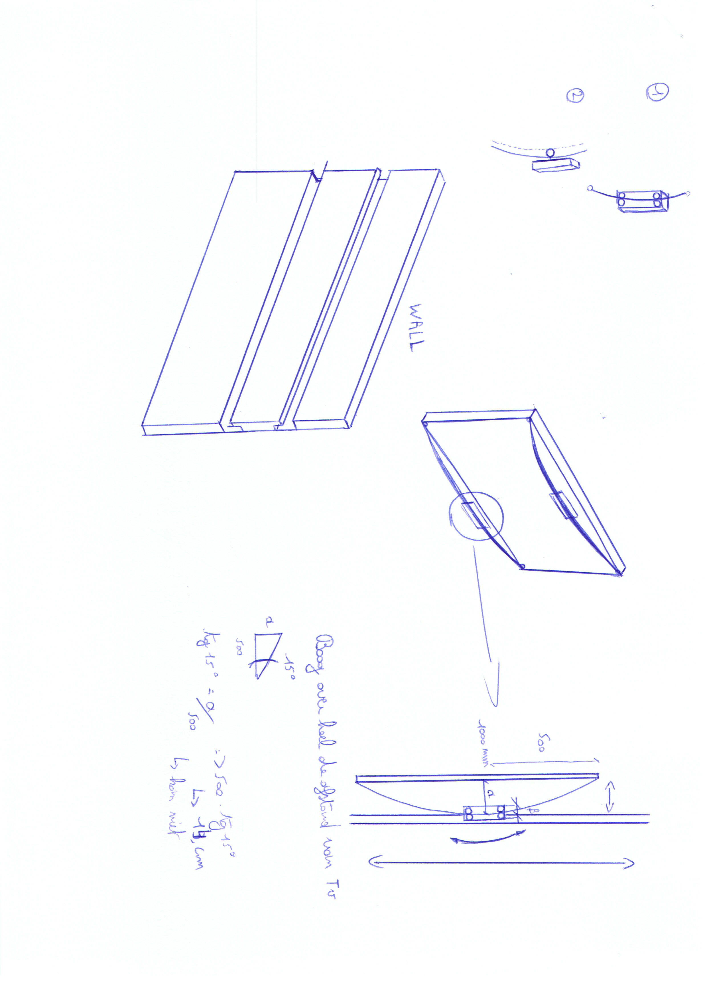 ①
②
WALL
500
1000 mm
a
β
Boog over heel de afstand van Tv
a
15°
500
tg 15° = a/500 => 500 . tg 15°
↳ 14, cm
↳ kan niet